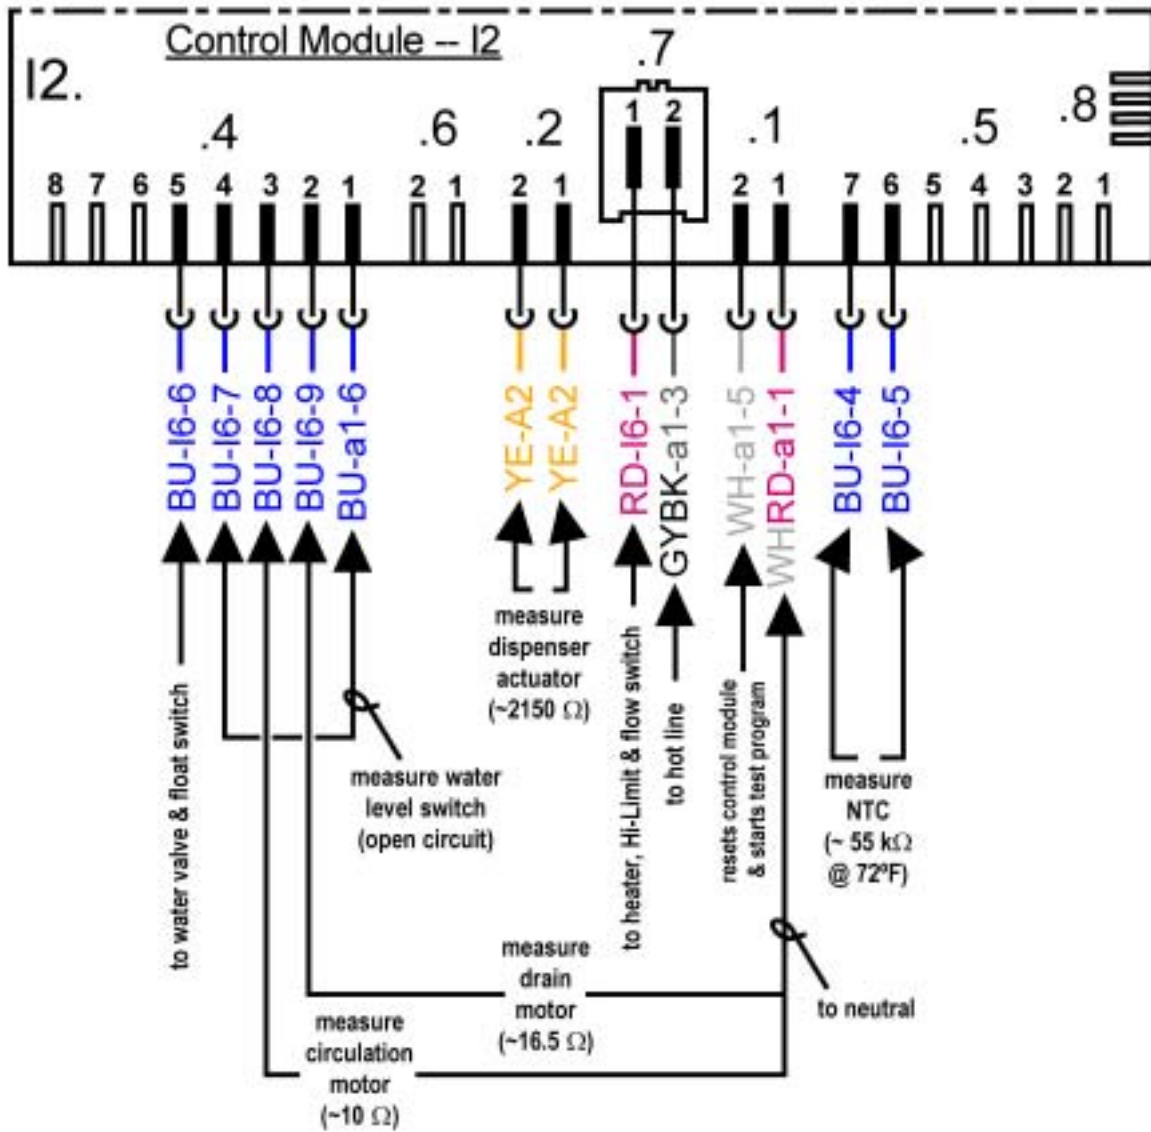 Control Module -- I2
I2.
.4
.6
.2
.7
.1
.5
.8
8 7 6 5 4 3 2 1
2 1
2 1
1 2
2 1
7 6 5 4 3 2 1
BU-I6-6
BU-I6-7
BU-I6-8
BU-I6-9
BU-a1-6
YE-A2
YE-A2
RD-I6-1
GYBK-a1-3
WH-a1-5
WHRD-a1-1
BU-I6-4
BU-I6-5
to water valve & float switch
measure water
level switch
(open circuit)
measure
dispenser
actuator
(~2150 Ω)
to heater, Hi-Limit & flow switch
to hot line
resets control module
& starts test program
measure
NTC
(~ 55 kΩ
@ 72ºF)
measure
drain
motor
(~16.5 Ω)
to neutral
measure
circulation
motor
(~10 Ω)